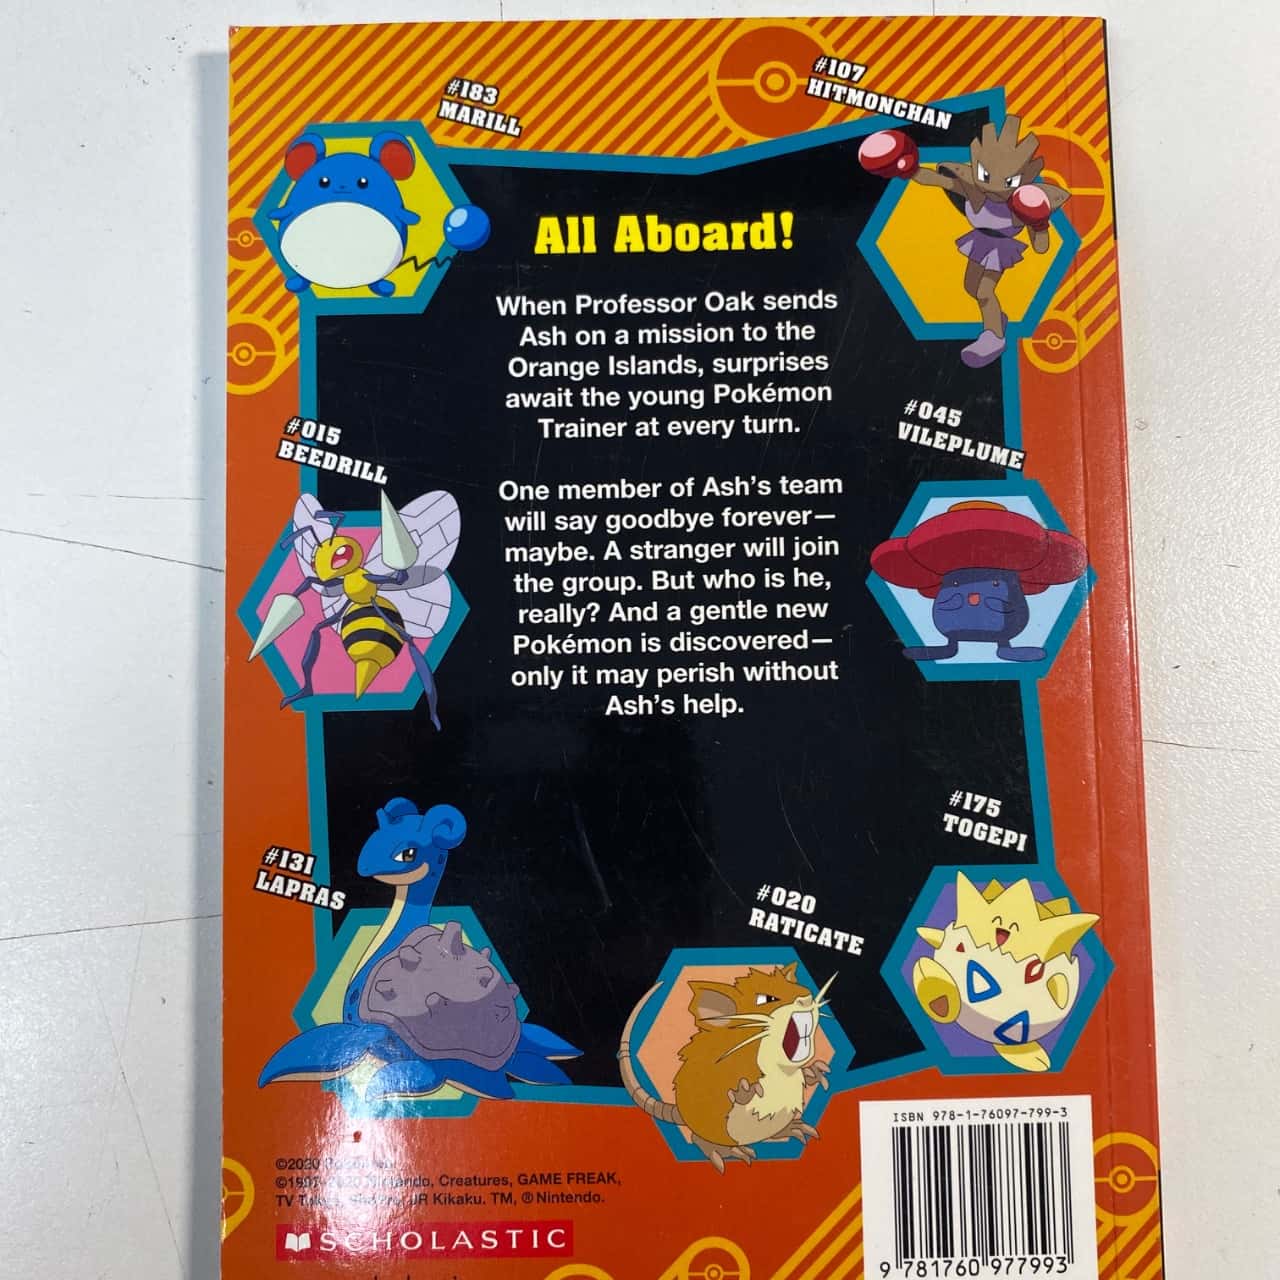 #183
MARILL
#107
HITMONCHAN
All Aboard!
When Professor Oak sends
Ash on a mission to the
Orange Islands, surprises
await the young Pokémon
Trainer at every turn.
#015
BEEDRILL
#045
VILEPLUME
One member of Ash's team
will say goodbye forever—
maybe. A stranger will join
the group. But who is he,
really? And a gentle new
Pokémon is discovered—
only it may perish without
Ash's help.
#131
LAPRAS
#175
TOGEPI
#020
RATICATE
ISBN 978-1-76097-799-3
9 781760 977993
©2020 Pokémon
Nintendo, Creatures, GAME FREAK,
TV JR Kikaku. TM, ® Nintendo.
SCHOLASTIC